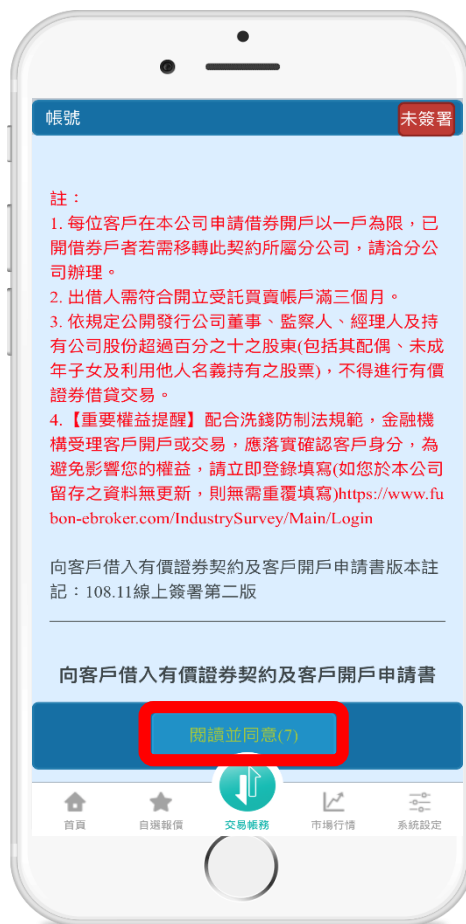 帳號
未簽署
註：
1. 每位客戶在本公司申請借券開戶以一戶為限，已
開借券戶者若需移轉此契約所屬分公司，請洽分公
司辦理。
2. 出借人需符合開立受託買賣帳戶滿三個月。
3. 依規定公開發行公司董事、監察人、經理人及持
有公司股份超過百分之十之股東(包括其配偶、未成
年子女及利用他人名義持有之股票)，不得進行有價
證券借貸交易。
4.【重要權益提醒】配合洗錢防制法規範，金融機
構受理客戶開戶或交易，應落實確認客戶身分，為
避免影響您的權益，請立即登錄填寫(如您於本公司
留存之資料無更新，則無需重覆填寫)https://www.fu
bon-ebroker.com/IndustrySurvey/Main/Login
向客戶借入有價證券契約及客戶開戶申請書版本註
記：108.11線上簽署第二版
向客戶借入有價證券契約及客戶開戶申請書
閱讀並同意(7)
首頁
自選報價
交易帳務
市場行情
系統設定